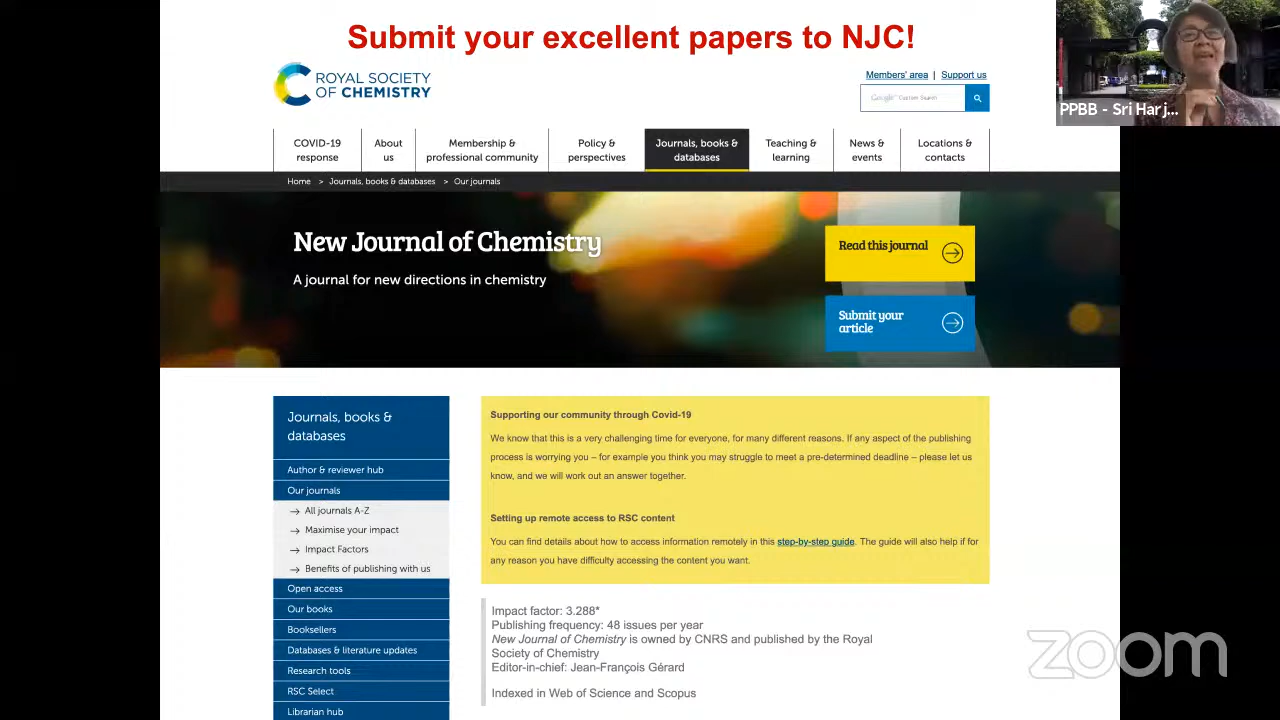 Submit your excellent papers to NJC!
ROYAL SOCIETY
OF CHEMISTRY
Members' area | Support us
Google Custom Search
PPBB - Sri Harj...
COVID-19
response
About
us
Membership &
professional community
Policy &
perspectives
Journals, books &
databases
Teaching &
learning
News &
events
Locations &
contacts
Home > Journals, books & databases > Our journals
New Journal of Chemistry
A journal for new directions in chemistry
Read this journal
Submit your
article
Journals, books &
databases
Author & reviewer hub
Our journals
All journals A-Z
Maximise your impact
Impact Factors
Benefits of publishing with us
Open access
Our books
Booksellers
Databases & literature updates
Research tools
RSC Select
Librarian hub
Supporting our community through Covid-19
We know that this is a very challenging time for everyone, for many different reasons. If any aspect of the publishing
process is worrying you – for example you think you may struggle to meet a pre-determined deadline – please let us
know, and we will work out an answer together.
Setting up remote access to RSC content
You can find details about how to access information remotely in this step-by-step guide. The guide will also help if for
any reason you have difficulty accessing the content you want.
Impact factor: 3.288*
Publishing frequency: 48 issues per year
New Journal of Chemistry is owned by CNRS and published by the Royal
Society of Chemistry
Editor-in-chief: Jean-François Gérard
Indexed in Web of Science and Scopus
zoom